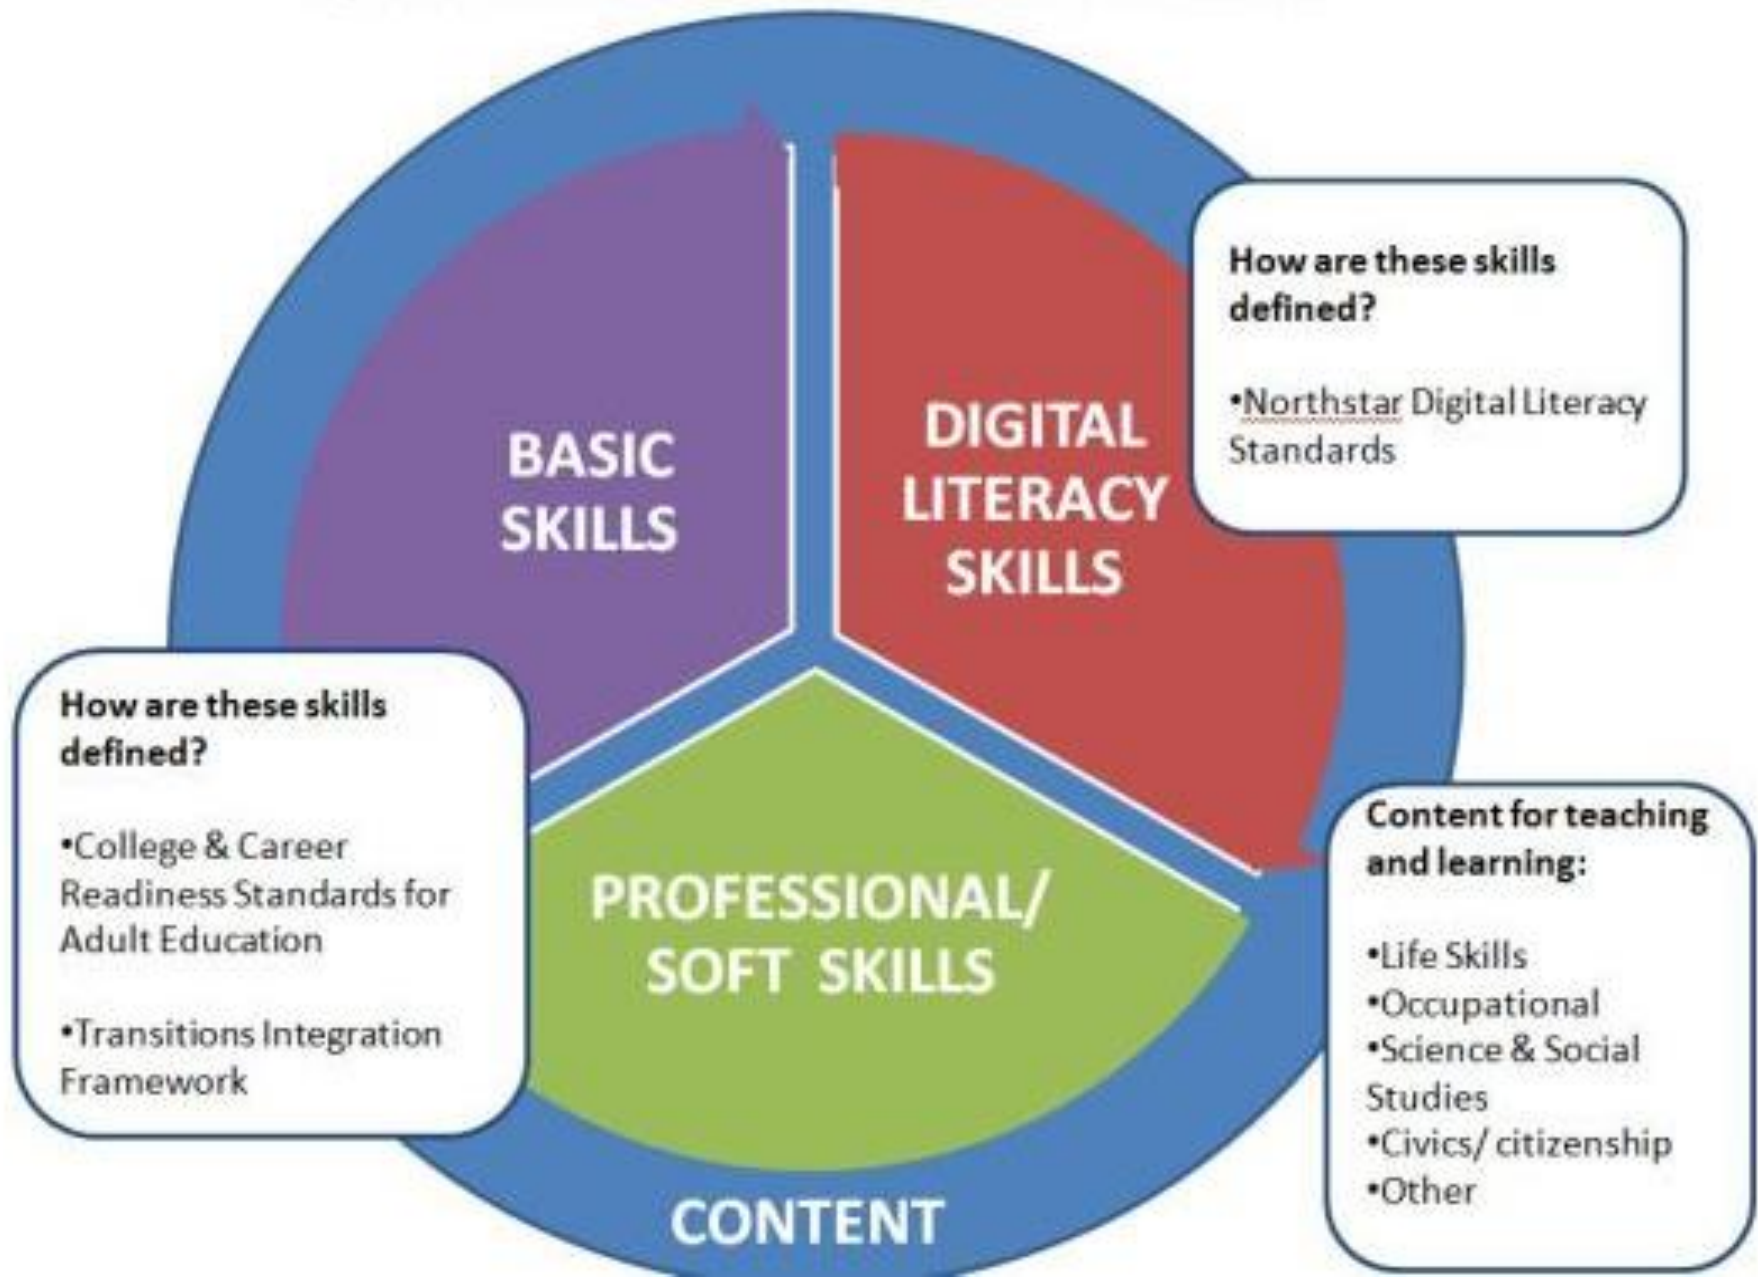 BASIC
SKILLS
DIGITAL
LITERACY
SKILLS
How are these skills
defined?
•Northstar Digital Literacy
Standards
How are these skills
defined?
•College & Career
Readiness Standards for
Adult Education
•Transitions Integration
Framework
PROFESSIONAL/
SOFT SKILLS
Content for teaching
and learning:
•Life Skills
•Occupational
•Science & Social
Studies
•Civics/ citizenship
•Other
CONTENT